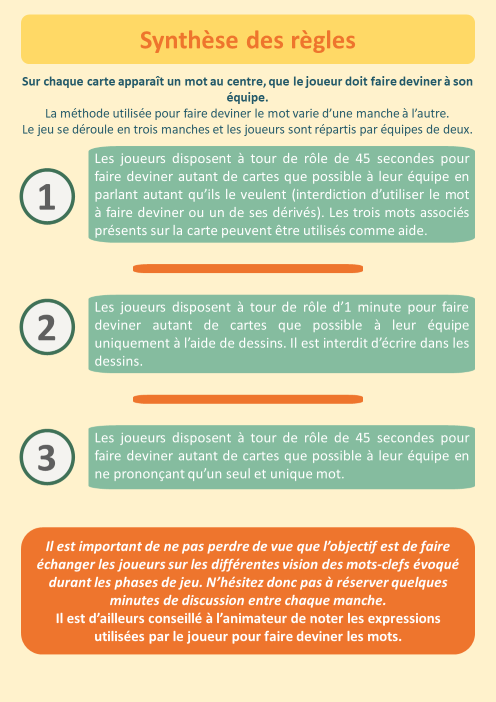 Synthèse des règles
Sur chaque carte apparaît un mot au centre, que le joueur doit faire deviner à son
équipe.
La méthode utilisée pour faire deviner le mot varie d'une manche à l'autre.
Le jeu se déroule en trois manches et les joueurs sont répartis par équipes de deux.
1
Les joueurs disposent à tour de rôle de 45 secondes pour
faire deviner autant de cartes que possible à leur équipe en
parlant autant qu'ils le veulent (interdiction d'utiliser le mot
à faire deviner ou un de ses dérivés). Les trois mots associés
présents sur la carte peuvent être utilisés comme aide.
2
Les joueurs disposent à tour de rôle d'1 minute pour faire
deviner autant de cartes que possible à leur équipe
uniquement à l'aide de dessins. Il est interdit d'écrire dans les
dessins.
3
Les joueurs disposent à tour de rôle de 45 secondes pour
faire deviner autant de cartes que possible à leur équipe en
ne prononçant qu'un seul et unique mot.
Il est important de ne pas perdre de vue que l'objectif est de faire
échanger les joueurs sur les différentes vision des mots-clefs évoqué
durant les phases de jeu. N'hésitez donc pas à réserver quelques
minutes de discussion entre chaque manche.
Il est d'ailleurs conseillé à l'animateur de noter les expressions
utilisées par le joueur pour faire deviner les mots.